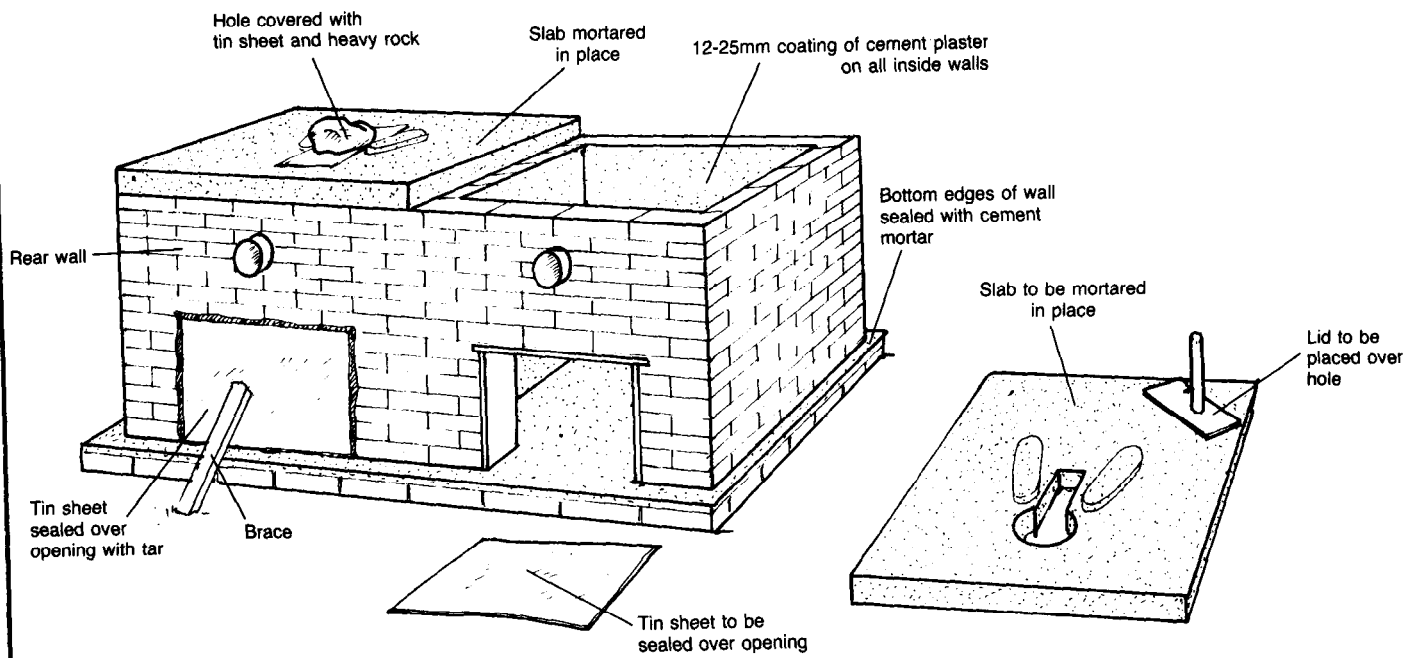 Hole covered with
tin sheet and heavy rock
Slab mortared
in place
12-25mm coating of cement plaster
on all inside walls
Rear wall
Bottom edges of wall
sealed with cement
mortar
Slab to be mortared
in place
Lid to be
placed over
hole
Tin sheet
sealed over
opening with tar
Brace
Tin sheet to be
sealed over opening